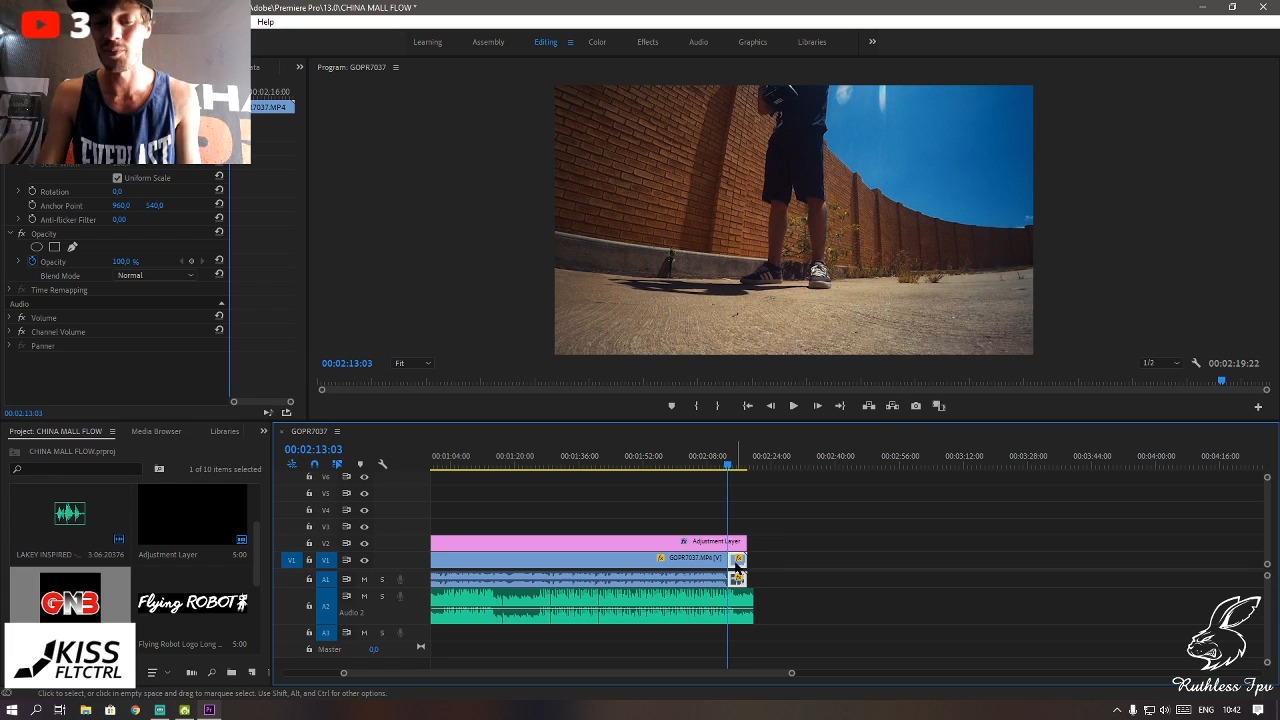 Adobe\Premiere Pro\13.0\CHINA MALL FLOW *
3
Help
Learning
Assembly
Editing
Color
Effects
Audio
Graphics
Libraries
Program: GOPR7037
00:02:16:00
7037.MP4
EVERLAST
Uniform Scale
Rotation 0,0
Anchor Point 960,0 540,0
Anti-flicker Filter 0,00
Opacity
Opacity 100,0 %
Blend Mode Normal
Time Remapping
Audio
Volume
Channel Volume
Panner
00:02:13:03
Fit
1/2
00:02:19:22
00:02:13:03
Project: CHINA MALL FLOW
Media Browser
Libraries
CHINA MALL FLOW.prproj
1 of 10 items selected
LAKEY INSPIRED - ... 3:06:20376
Adjustment Layer 5:00
GNB
Flying ROBOT
Flying Robot Logo Long ... 5:00
KISS
FLTCTRL
GOPR7037
00:02:13:03
00:01:04:00 00:01:20:00 00:01:36:00 00:01:52:00 00:02:08:00 00:02:24:00 00:02:40:00 00:02:56:00 00:03:12:00 00:03:28:00 00:03:44:00 00:04:00:00 00:04:16:00
V6
V5
V4
V3
V2
fx Adjustment Layer
V1 V1
fx GOPR7037.MP4 [V]
A1 M S
A2 M S
Audio 2
A3 M S
Master 0,0
Click to select, or click in empty space and drag to marquee select. Use Shift, Alt, and Ctrl for other options.
Ruthless Fpv
ENG
10:42